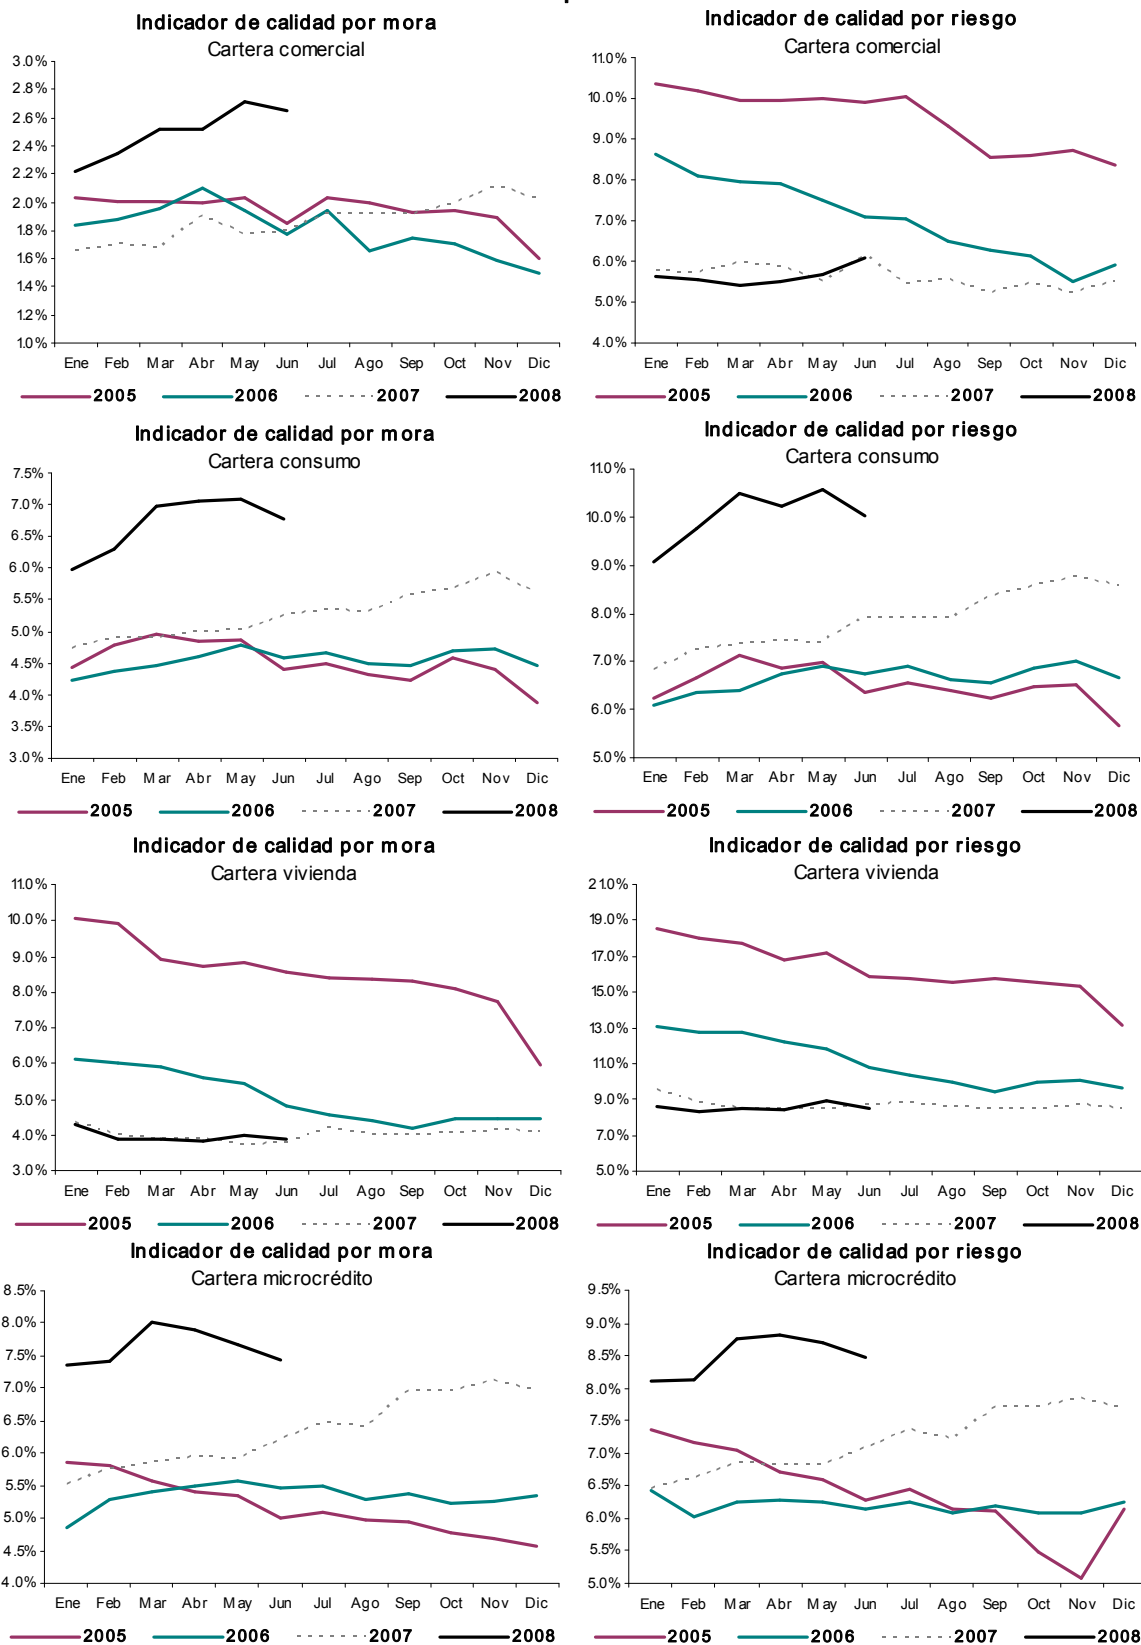 Indicador de calidad por mora
Cartera comercial
3.0%
2.8%
2.6%
2.4%
2.2%
2.0%
1.8%
1.6%
1.4%
1.2%
1.0%
Ene Feb Mar Abr May Jun Jul Ago Sep Oct Nov Dic
2005 2006 2007 2008
Indicador de calidad por riesgo
Cartera comercial
11.0%
10.0%
9.0%
8.0%
7.0%
6.0%
5.0%
4.0%
Ene Feb Mar Abr May Jun Jul Ago Sep Oct Nov Dic
2005 2006 2007 2008
Indicador de calidad por mora
Cartera consumo
7.5%
7.0%
6.5%
6.0%
5.5%
5.0%
4.5%
4.0%
3.5%
3.0%
Ene Feb Mar Abr May Jun Jul Ago Sep Oct Nov Dic
2005 2006 2007 2008
Indicador de calidad por riesgo
Cartera consumo
11.0%
10.0%
9.0%
8.0%
7.0%
6.0%
5.0%
Ene Feb Mar Abr May Jun Jul Ago Sep Oct Nov Dic
2005 2006 2007 2008
Indicador de calidad por mora
Cartera vivienda
11.0%
10.0%
9.0%
8.0%
7.0%
6.0%
5.0%
4.0%
3.0%
Ene Feb Mar Abr May Jun Jul Ago Sep Oct Nov Dic
2005 2006 2007 2008
Indicador de calidad por riesgo
Cartera vivienda
21.0%
19.0%
17.0%
15.0%
13.0%
11.0%
9.0%
7.0%
5.0%
Ene Feb Mar Abr May Jun Jul Ago Sep Oct Nov Dic
2005 2006 2007 2008
Indicador de calidad por mora
Cartera microcrédito
8.5%
8.0%
7.5%
7.0%
6.5%
6.0%
5.5%
5.0%
4.5%
4.0%
Ene Feb Mar Abr May Jun Jul Ago Sep Oct Nov Dic
2005 2006 2007 2008
Indicador de calidad por riesgo
Cartera microcrédito
9.5%
9.0%
8.5%
8.0%
7.5%
7.0%
6.5%
6.0%
5.5%
5.0%
Ene Feb Mar Abr May Jun Jul Ago Sep Oct Nov Dic
2005 2006 2007 2008